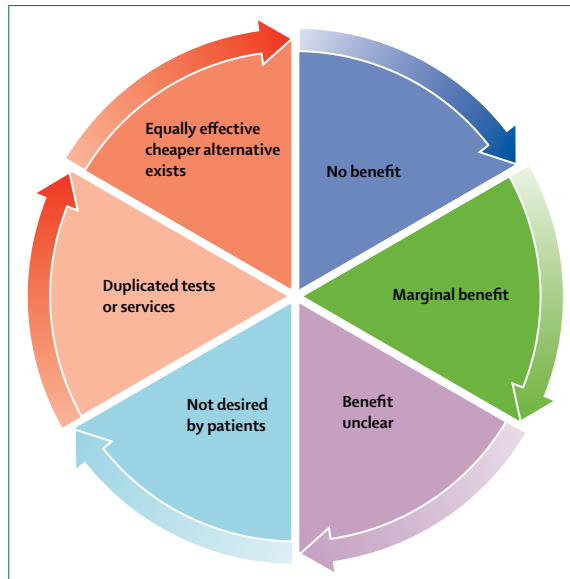 No benefit
Marginal benefit
Benefit
unclear
Not desired
by patients
Duplicated tests
or services
Equally effective
cheaper alternative
exists